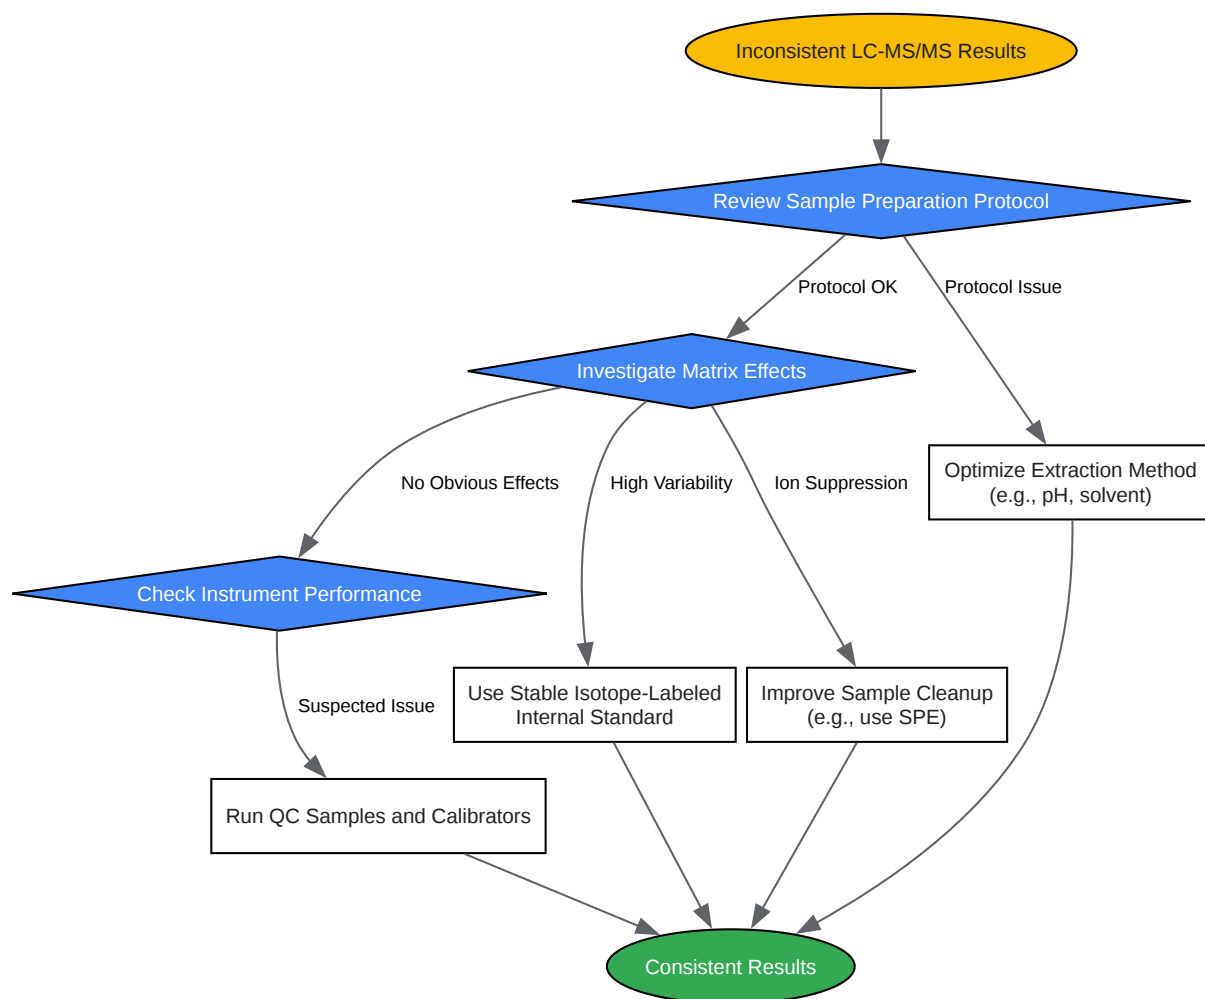 Inconsistent LC-MS/MS Results
Review Sample Preparation Protocol
Protocol OK
Protocol Issue
Investigate Matrix Effects
Optimize Extraction Method
(e.g., pH, solvent)
No Obvious Effects
High Variability
Ion Suppression
Check Instrument Performance
Use Stable Isotope-Labeled
Internal Standard
Improve Sample Cleanup
(e.g., use SPE)
Suspected Issue
Run QC Samples and Calibrators
Consistent Results